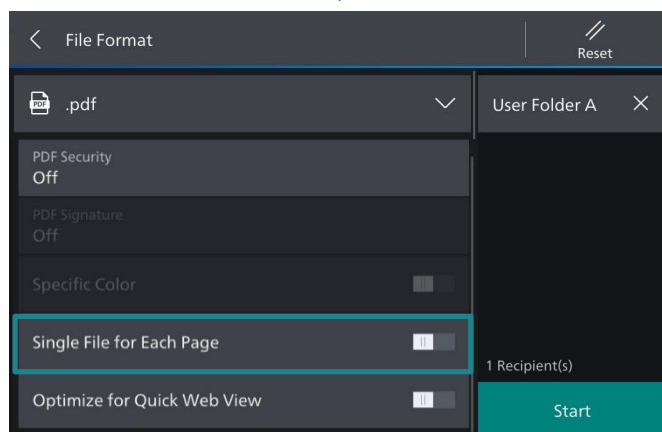 File Format
Reset
PDF .pdf
User Folder A
PDF Security
Off
PDF Signature
Off
Specific Color
Single File for Each Page
1 Recipient(s)
Optimize for Quick Web View
Start